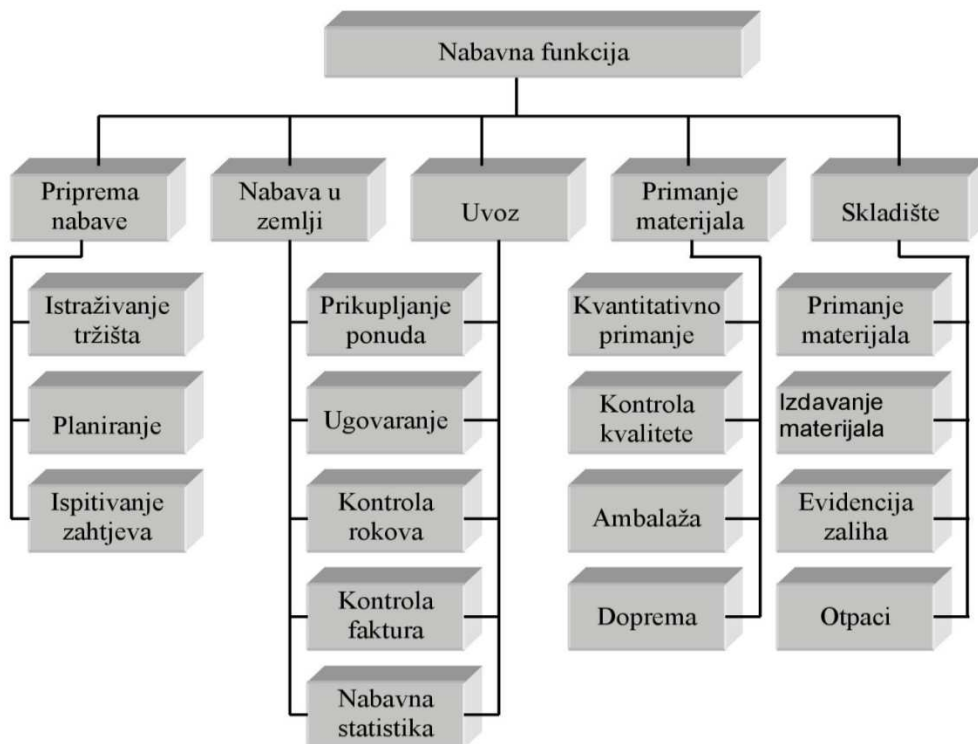 Nabavna funkcija
Priprema
nabave
Nabava u
zemlji
Uvoz
Primanje
materijala
Skladište
Istraživanje
tržišta
Planiranje
Ispitivanje
zahtjeva
Prikupljanje
ponuda
Ugovaranje
Kontrola
rokova
Kontrola
faktura
Nabavna
statistika
Kvantitativno
primanje
Kontrola
kvalitete
Ambalaža
Doprema
Primanje
materijala
Izdavanje
materijala
Evidencija
zaliha
Otpaci